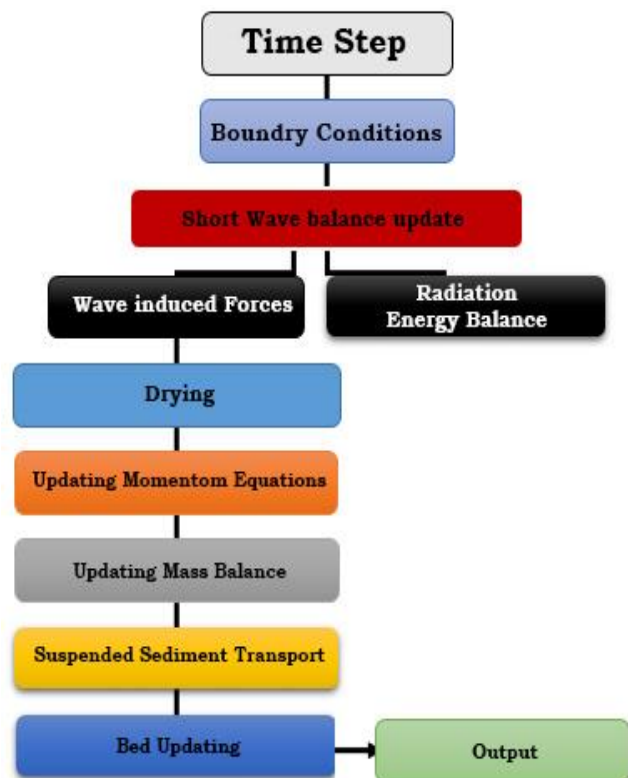 Time Step
Boundry Conditions
Short Wave balance update
Wave induced Forces
Radiation
Energy Balance
Drying
Updating Momentom Equations
Updating Mass Balance
Suspended Sediment Transport
Bed Updating
Output